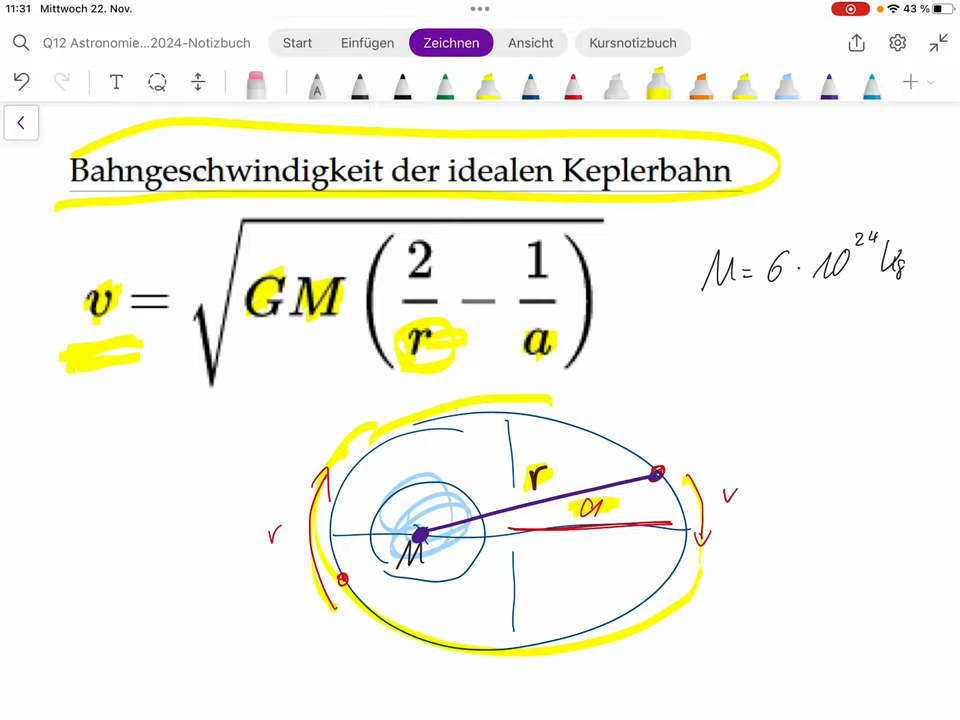 11:31 Mittwoch 22. Nov.
43 %
Q12 Astronomie...2024-Notizbuch
Start Einfügen Zeichnen Ansicht Kursnotizbuch
T
A
Bahngeschwindigkeit der idealen Keplerbahn
v = √GM (2/r − 1/a)
M = 6 · 10^24 kg
r
a
v
r
M